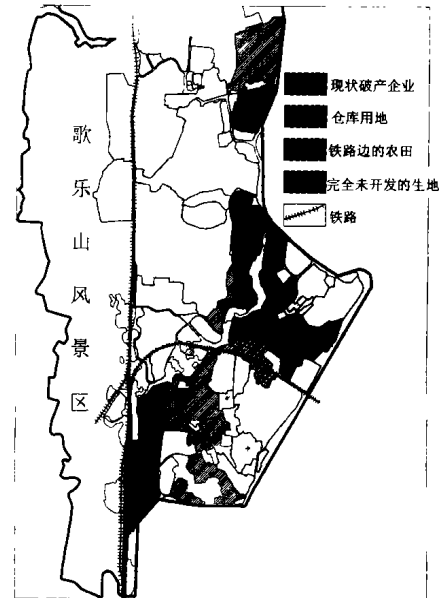 现状破产企业
仓库用地
铁路边的农田
完全未开发的生地
铁路
歌乐山风景区